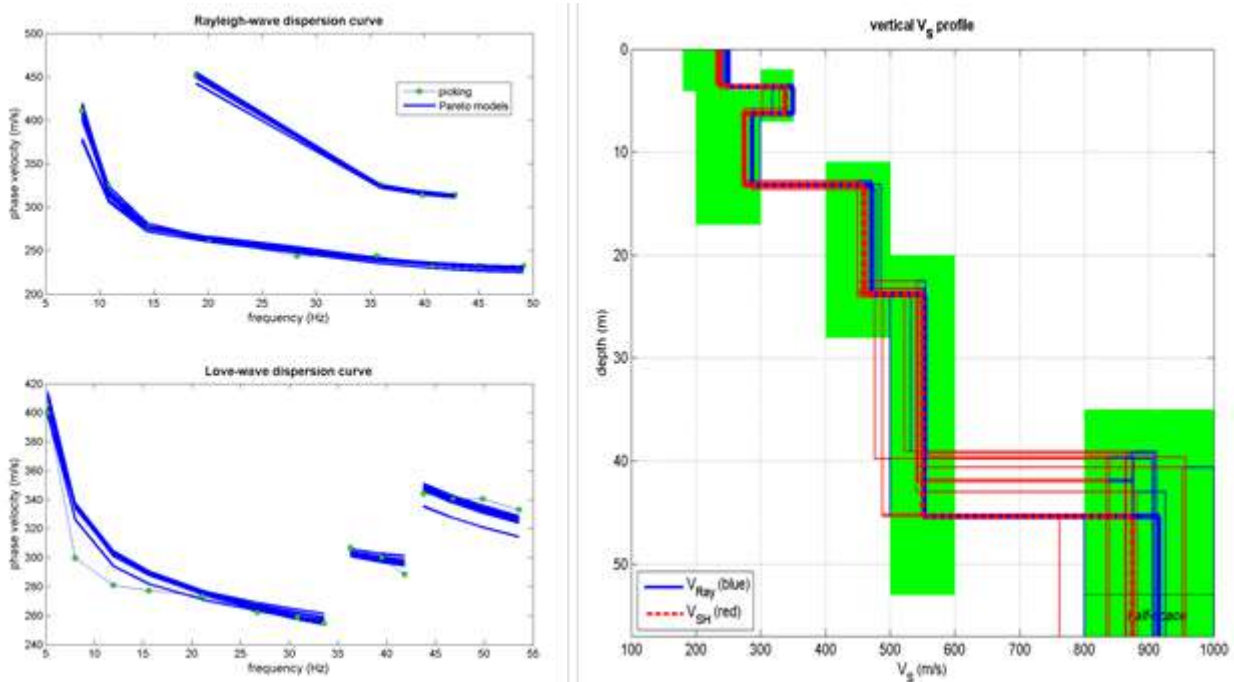 Rayleigh-wave dispersion curve
500
450
400
350
300
250
200
phase velocity (m/s)
picking
Pareto models
5 10 15 20 25 30 35 40 45 50
frequency (Hz)
Love-wave dispersion curve
420
400
380
360
340
320
300
280
260
240
phase velocity (m/s)
5 10 15 20 25 30 35 40 45 50 55
frequency (Hz)
vertical VS profile
0
10
20
30
40
50
depth (m)
VRay (blue)
VSH (red)
half-space
100 200 300 400 500 600 700 800 900 1000
VS (m/s)